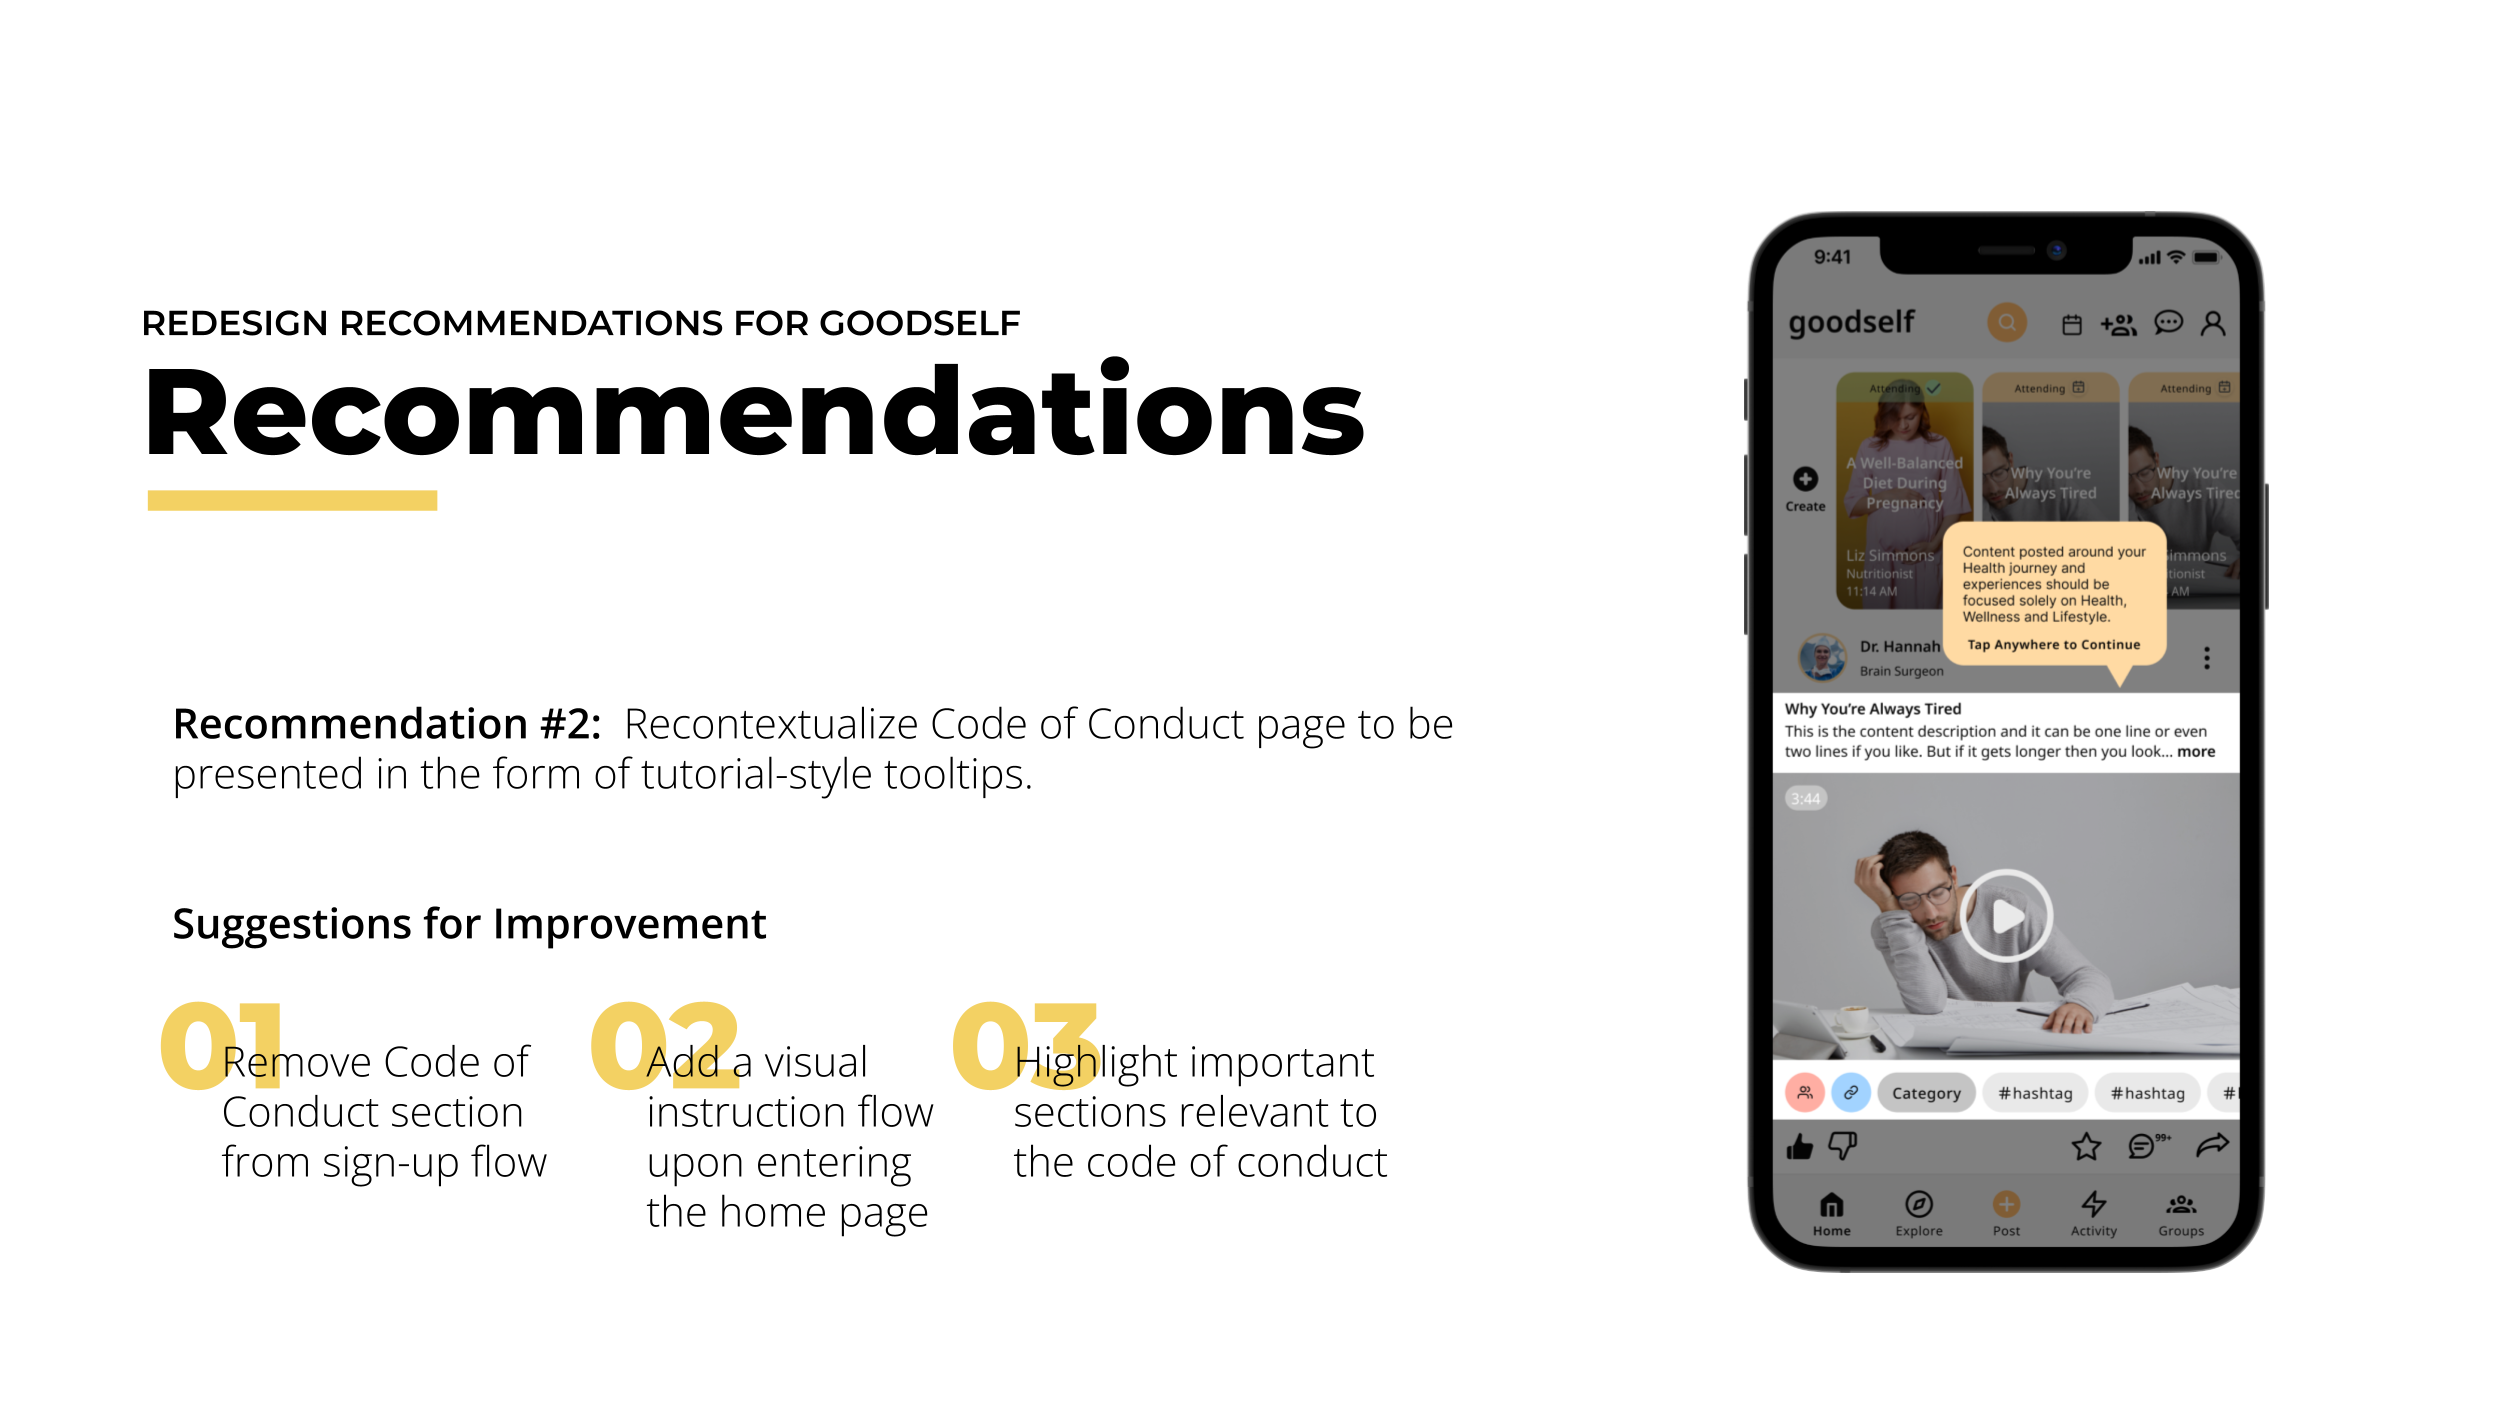 REDESIGN RECOMMENDATIONS FOR GOODSELF
Recommendations
Recommendation #2: Recontextualize Code of Conduct page to be
presented in the form of tutorial-style tooltips.
Suggestions for Improvement
01
Remove Code of
Conduct section
from sign-up flow
02
Add a visual
instruction flow
upon entering
the home page
03
Highlight important
sections relevant to
the code of conduct
9:41
goodself
Create
Attending
A Well-Balanced
Diet During
Pregnancy
Liz Simmons
Nutritionist
11:14 AM
Attending
Why You're
Always Tired
Attending
Why You're
Always Tired
Simmons
AM
Content posted around your
Health journey and
experiences should be
focused solely on Health,
Wellness and Lifestyle.
Tap Anywhere to Continue
Dr. Hannah
Brain Surgeon
Why You're Always Tired
This is the content description and it can be one line or even
two lines if you like. But if it gets longer then you look... more
3:44
Category
#hashtag
#hashtag
99+
Home
Explore
Post
Activity
Groups